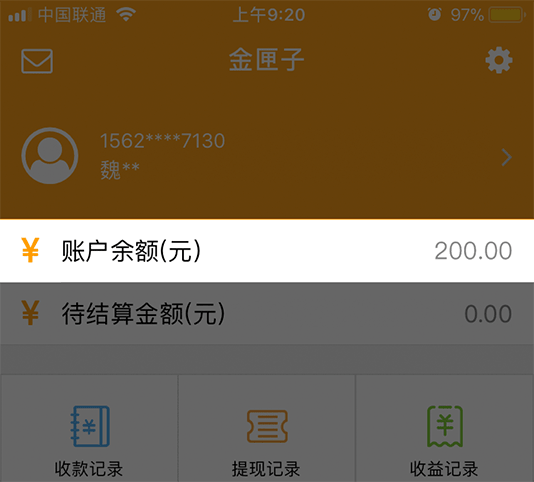 中国联通 上午9:20 97%
金匣子
1562****7130
魏**
¥ 账户余额(元) 200.00
¥ 待结算金额(元) 0.00
收款记录 提现记录 收益记录